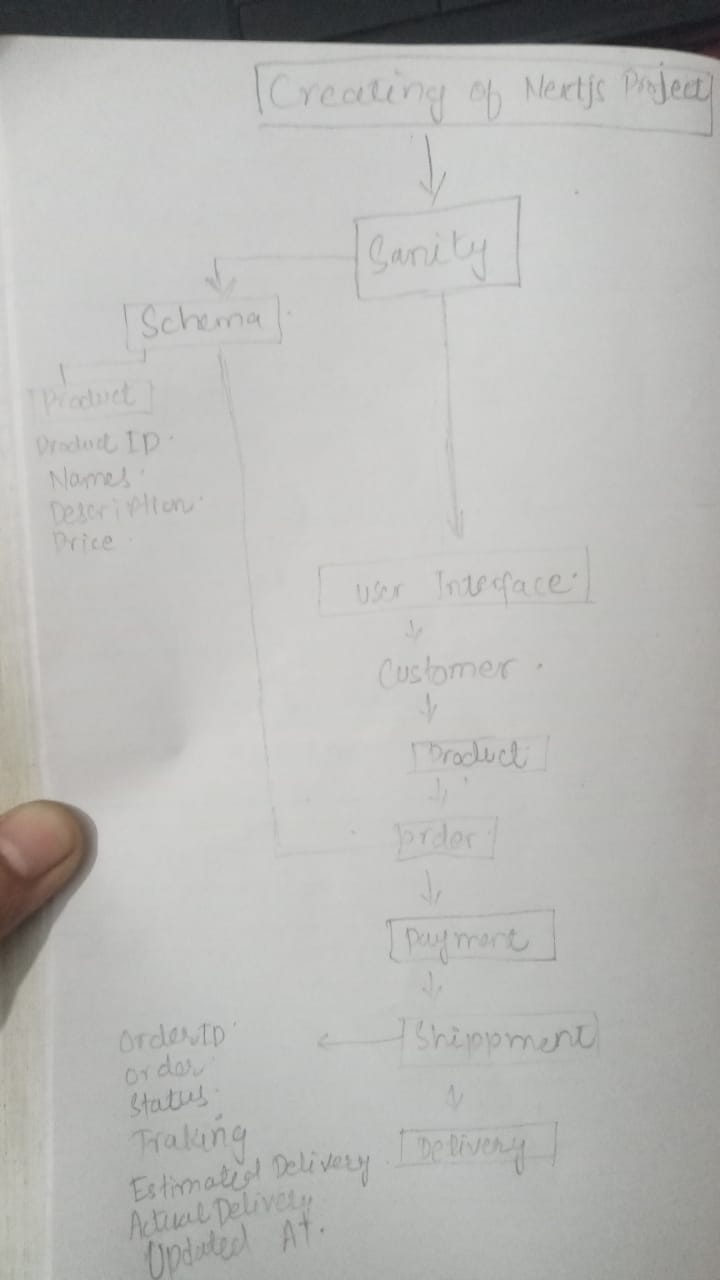 Creating of Nextjs Project
Sanity
Schema
Product
Product ID
Names
Description
Price
User Interface
Customer
Product
Order
Payment
Shippment
OrderID
Order
Status
Traking
Estimated Delivery
Actual Delivery
Updated At.
Delivery